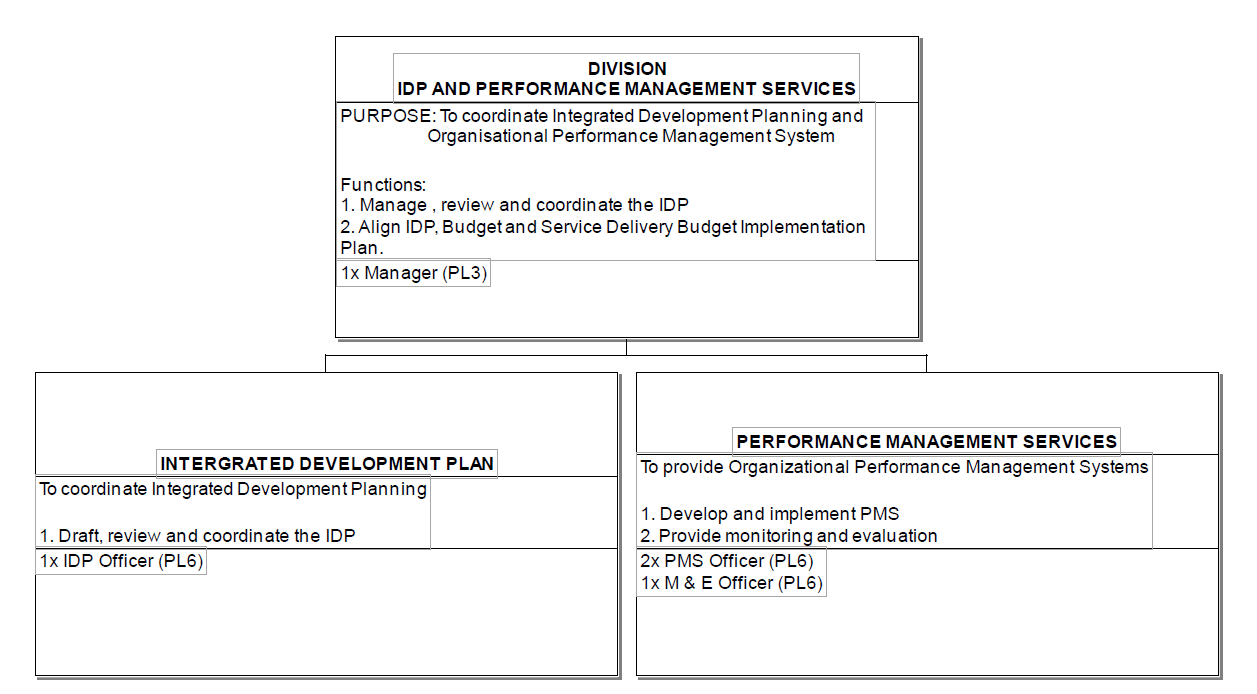 DIVISION
IDP AND PERFORMANCE MANAGEMENT SERVICES
PURPOSE: To coordinate Integrated Development Planning and
Organisational Performance Management System
Functions:
1. Manage , review and coordinate the IDP
2. Align IDP, Budget and Service Delivery Budget Implementation
Plan.
1x Manager (PL3)
INTERGRATED DEVELOPMENT PLAN
To coordinate Integrated Development Planning
1. Draft, review and coordinate the IDP
1x IDP Officer (PL6)
PERFORMANCE MANAGEMENT SERVICES
To provide Organizational Performance Management Systems
1. Develop and implement PMS
2. Provide monitoring and evaluation
2x PMS Officer (PL6)
1x M & E Officer (PL6)